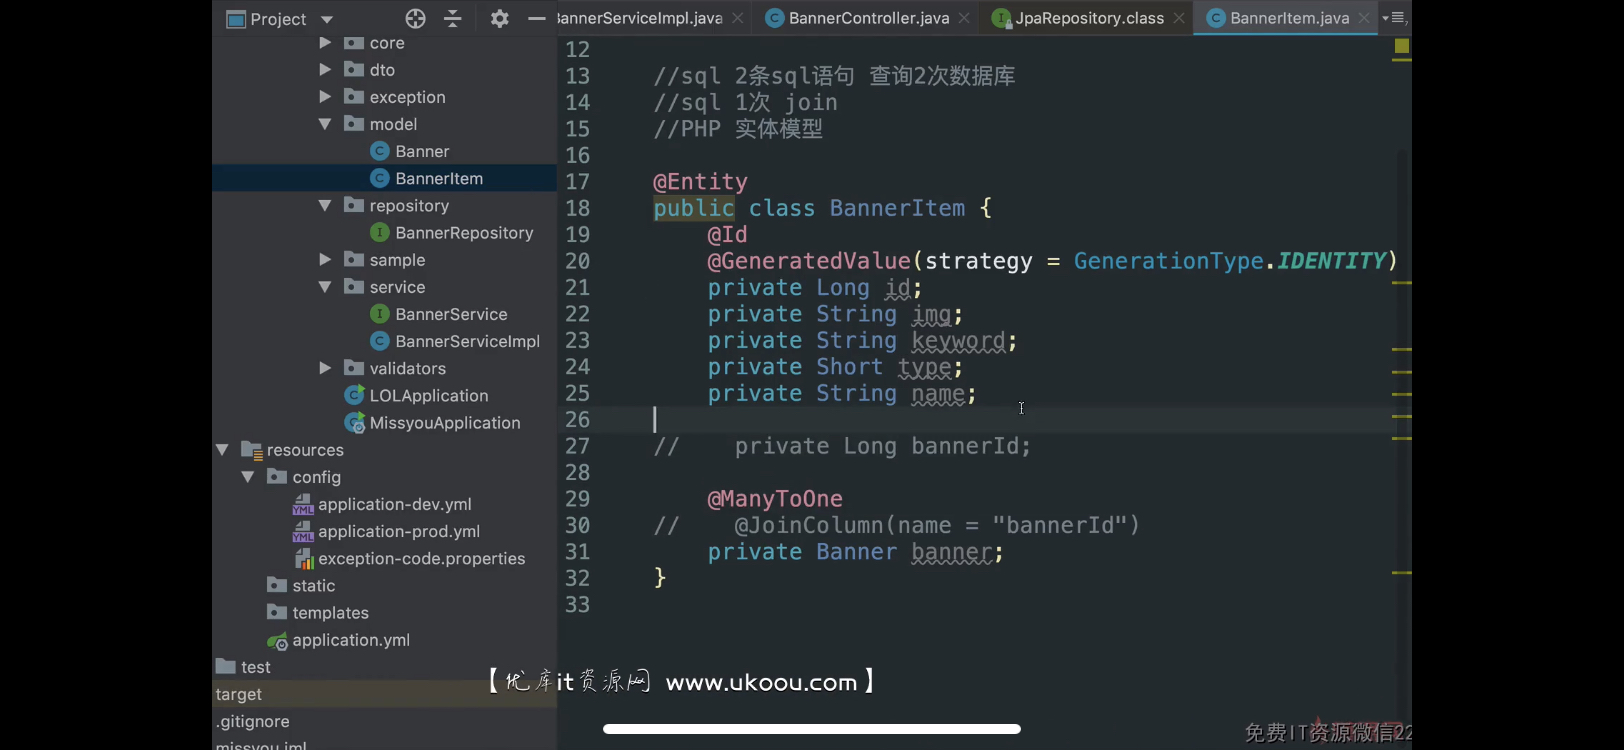 Project
BannerServiceImpl.java
BannerController.java
JpaRepository.class
BannerItem.java
core
dto
exception
model
Banner
BannerItem
repository
BannerRepository
sample
service
BannerService
BannerServiceImpl
validators
LOLApplication
MissyouApplication
resources
config
application-dev.yml
application-prod.yml
exception-code.properties
static
templates
application.yml
test
target
.gitignore
missyou.iml
12
13 //sql 2条sql语句 查询2次数据库
14 //sql 1次 join
15 //PHP 实体模型
16
17 @Entity
18 public class BannerItem {
19 @Id
20 @GeneratedValue(strategy = GenerationType.IDENTITY)
21 private Long id;
22 private String img;
23 private String keyword;
24 private Short type;
25 private String name;
26
27 // private Long bannerId;
28
29 @ManyToOne
30 // @JoinColumn(name = "bannerId")
31 private Banner banner;
32 }
33
【优库it资源网 www.ukoou.com】
免费IT资源微信22